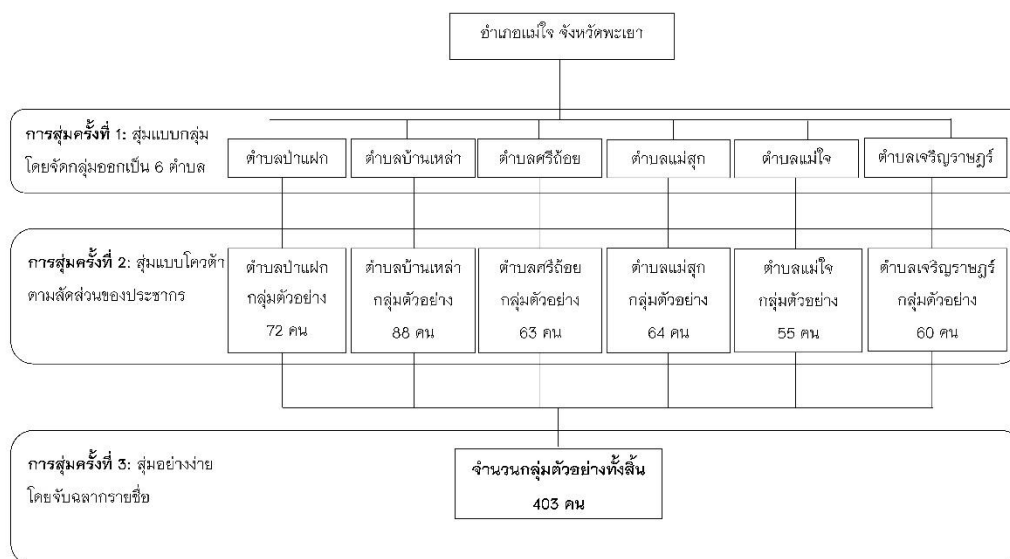 อำเภอแม่ใจ จังหวัดพะเยา
การสุ่มครั้งที่ 1: สุ่มแบบกลุ่ม
โดยจัดกลุ่มออกเป็น 6 ตำบล
ตำบลป่าแฝก
ตำบลบ้านเหล่า
ตำบลศรีถ้อย
ตำบลแม่สุก
ตำบลแม่ใจ
ตำบลเจริญราษฎร์
การสุ่มครั้งที่ 2: สุ่มแบบโควต้า
ตามสัดส่วนของประชากร
ตำบลป่าแฝก
กลุ่มตัวอย่าง
72 คน
ตำบลบ้านเหล่า
กลุ่มตัวอย่าง
88 คน
ตำบลศรีถ้อย
กลุ่มตัวอย่าง
63 คน
ตำบลแม่สุก
กลุ่มตัวอย่าง
64 คน
ตำบลแม่ใจ
กลุ่มตัวอย่าง
55 คน
ตำบลเจริญราษฎร์
กลุ่มตัวอย่าง
60 คน
การสุ่มครั้งที่ 3: สุ่มอย่างง่าย
โดยจับฉลากรายชื่อ
จำนวนกลุ่มตัวอย่างทั้งสิ้น
403 คน